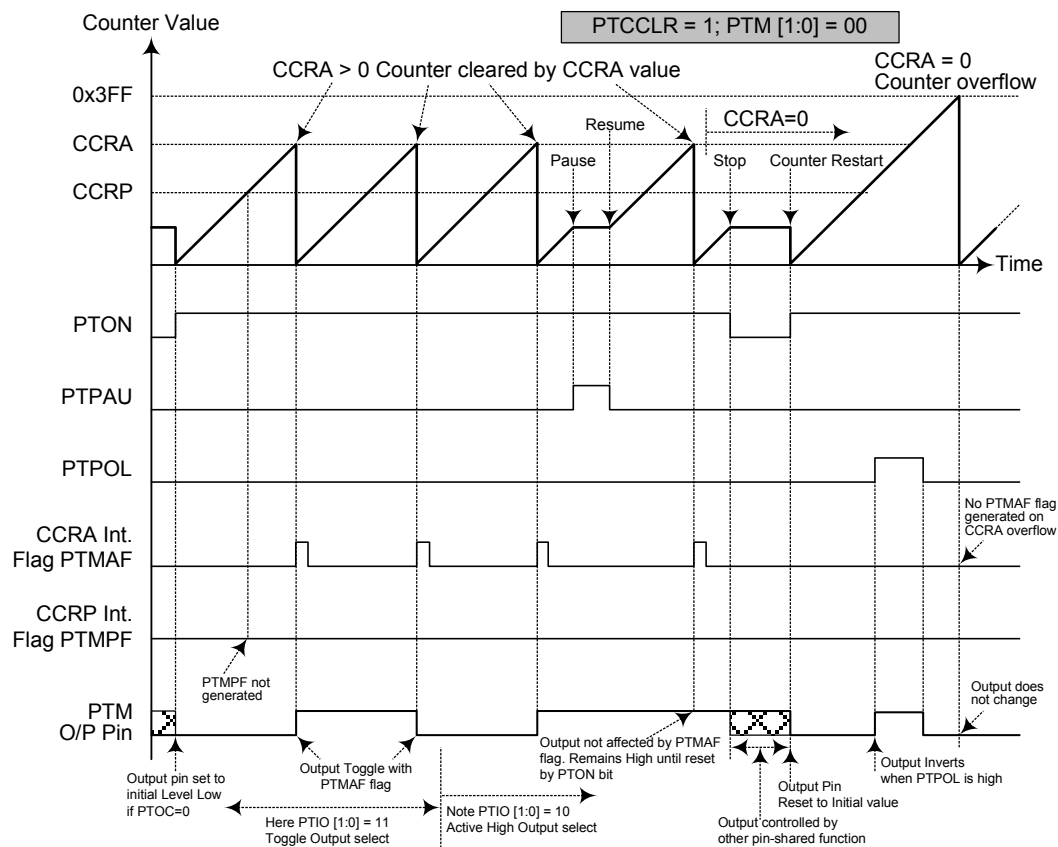 Counter Value
PTCCLR = 1; PTM [1:0] = 00
CCRA > 0 Counter cleared by CCRA value
CCRA = 0
Counter overflow
0x3FF
CCRA=0
Resume
CCRA
Pause
Stop
Counter Restart
CCRP
Time
PTON
PTPAU
PTPOL
No PTMAF flag
generated on
CCRA overflow
CCRA Int.
Flag PTMAF
CCRP Int.
Flag PTMPF
PTMPF not
generated
Output does
not change
PTM
O/P Pin
Output pin set to
initial Level Low
if PTOC=0
Output Toggle with
PTMAF flag
Output not affected by PTMAF
flag. Remains High until reset
by PTON bit
Output Inverts
when PTPOL is high
Output Pin
Reset to Initial value
Here PTIO [1:0] = 11
Toggle Output select
Note PTIO [1:0] = 10
Active High Output select
Output controlled by
other pin-shared function